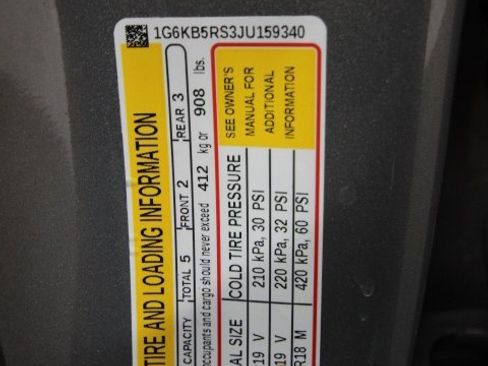 1G6KB5RS3JU159340
TIRE AND LOADING INFORMATION
CAPACITY TOTAL 5 FRONT 2 REAR 3
occupants and cargo should never exceed 412 kg or 908 lbs.
SIZE COLD TIRE PRESSURE
19 V 210 kPa, 30 PSI
19 V 220 kPa, 32 PSI
R18 M 420 kPa, 60 PSI
SEE OWNER'S
MANUAL FOR
ADDITIONAL
INFORMATION